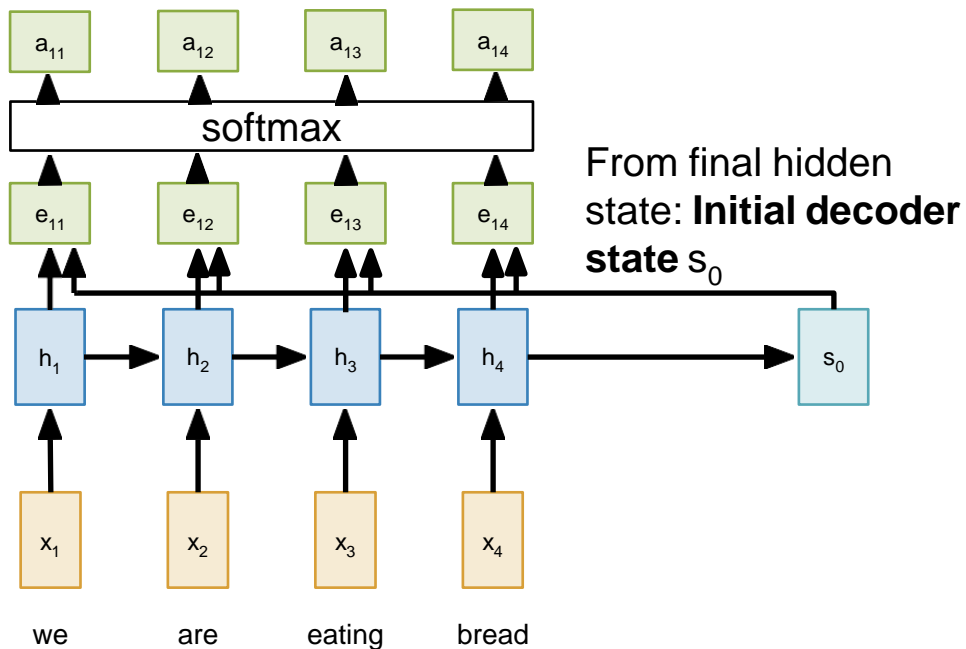 a₁₁ a₁₂ a₁₃ a₁₄
softmax
From final hidden
state: Initial decoder
state s₀
e₁₁ e₁₂ e₁₃ e₁₄
h₁ h₂ h₃ h₄ s₀
x₁ x₂ x₃ x₄
we are eating bread